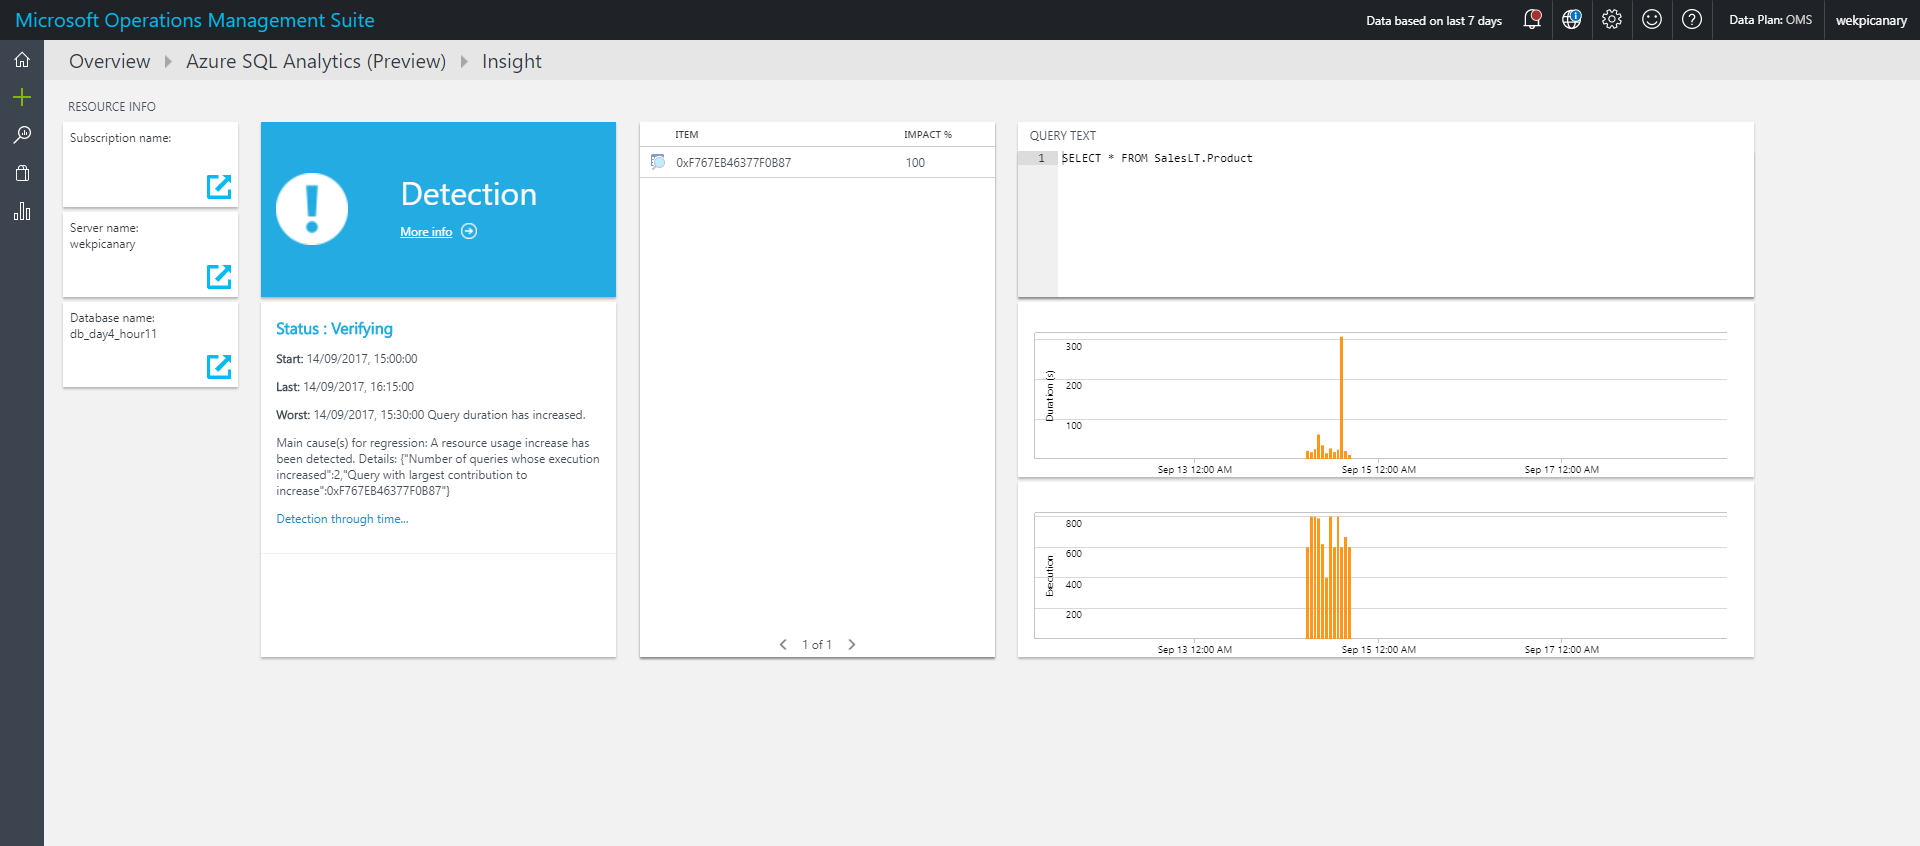 Microsoft Operations Management Suite
Data based on last 7 days
Data Plan: OMS
wekpicanary
Overview
Azure SQL Analytics (Preview)
Insight
RESOURCE INFO
Subscription name:
Server name:
wekpicanary
Database name:
db_day4_hour11
Detection
More info
Status : Verifying
Start: 14/09/2017, 15:00:00
Last: 14/09/2017, 16:15:00
Worst: 14/09/2017, 15:30:00 Query duration has increased.
Main cause(s) for regression: A resource usage increase has
been detected. Details: {"Number of queries whose execution
increased":2,"Query with largest contribution to
increase":0xF767EB46377F0B87"}
Detection through time...
ITEM IMPACT %
0xF767EB46377F0B87 100
1 of 1
QUERY TEXT
1 SELECT * FROM SalesLT.Product
Duration (s)
300
200
100
Sep 13 12:00 AM Sep 15 12:00 AM Sep 17 12:00 AM
Execution
800
600
400
200
Sep 13 12:00 AM Sep 15 12:00 AM Sep 17 12:00 AM